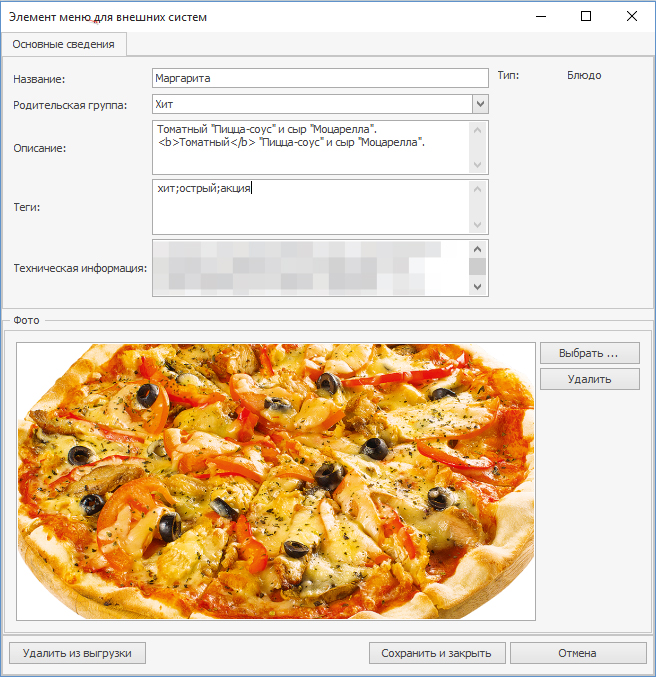 Элемент меню для внешних систем
Основные сведения
Название: Маргарита Тип: Блюдо
Родительская группа: Хит
Описание: Томатный "Пицца-соус" и сыр "Моцарелла".
<b>Томатный</b> "Пицца-соус" и сыр "Моцарелла".
Теги: хит;острый;акция
Техническая информация:
Фото
Выбрать ...
Удалить
Удалить из выгрузки Сохранить и закрыть Отмена